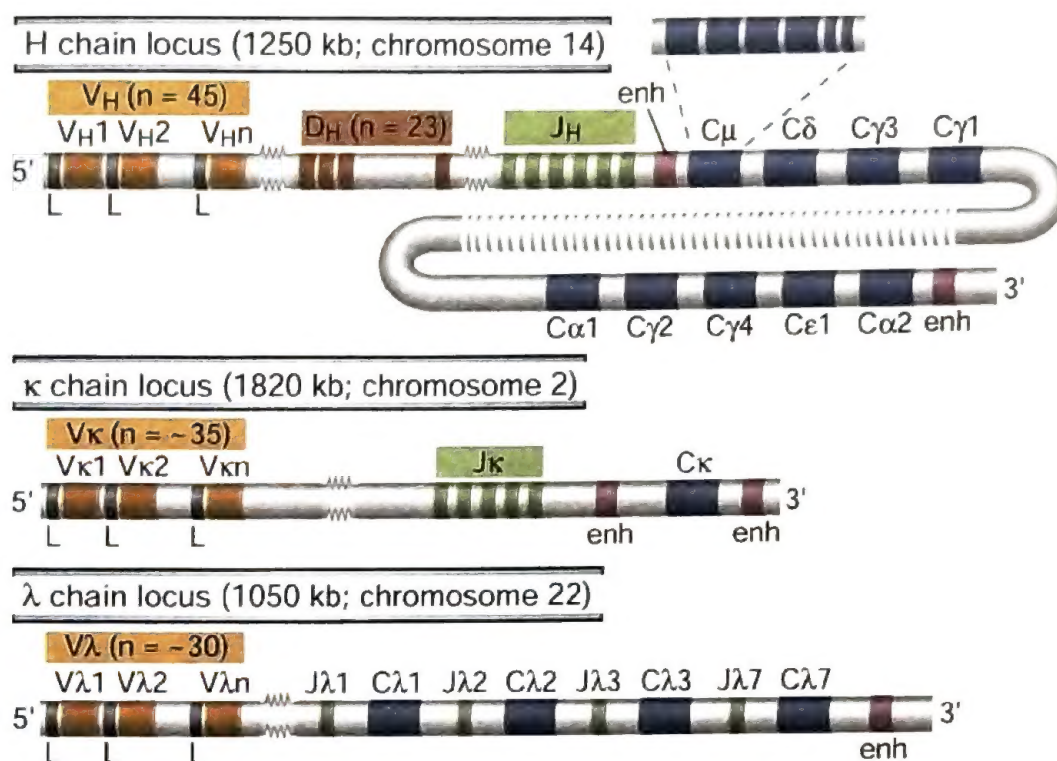 H chain locus (1250 kb; chromosome 14)
VH (n = 45)
VH1 VH2 VHn
DH (n = 23)
JH
enh
Cμ Cδ Cγ3 Cγ1
5'
L L L
3'
Cα1 Cγ2 Cγ4 Cε1 Cα2 enh
κ chain locus (1820 kb; chromosome 2)
Vκ (n = ~35)
Vκ1 Vκ2 Vκn
Jκ
Cκ
5' 3'
L L L enh enh
λ chain locus (1050 kb; chromosome 22)
Vλ (n = ~30)
Vλ1 Vλ2 Vλn Jλ1 Cλ1 Jλ2 Cλ2 Jλ3 Cλ3 Jλ7 Cλ7
5' 3'
L L L enh